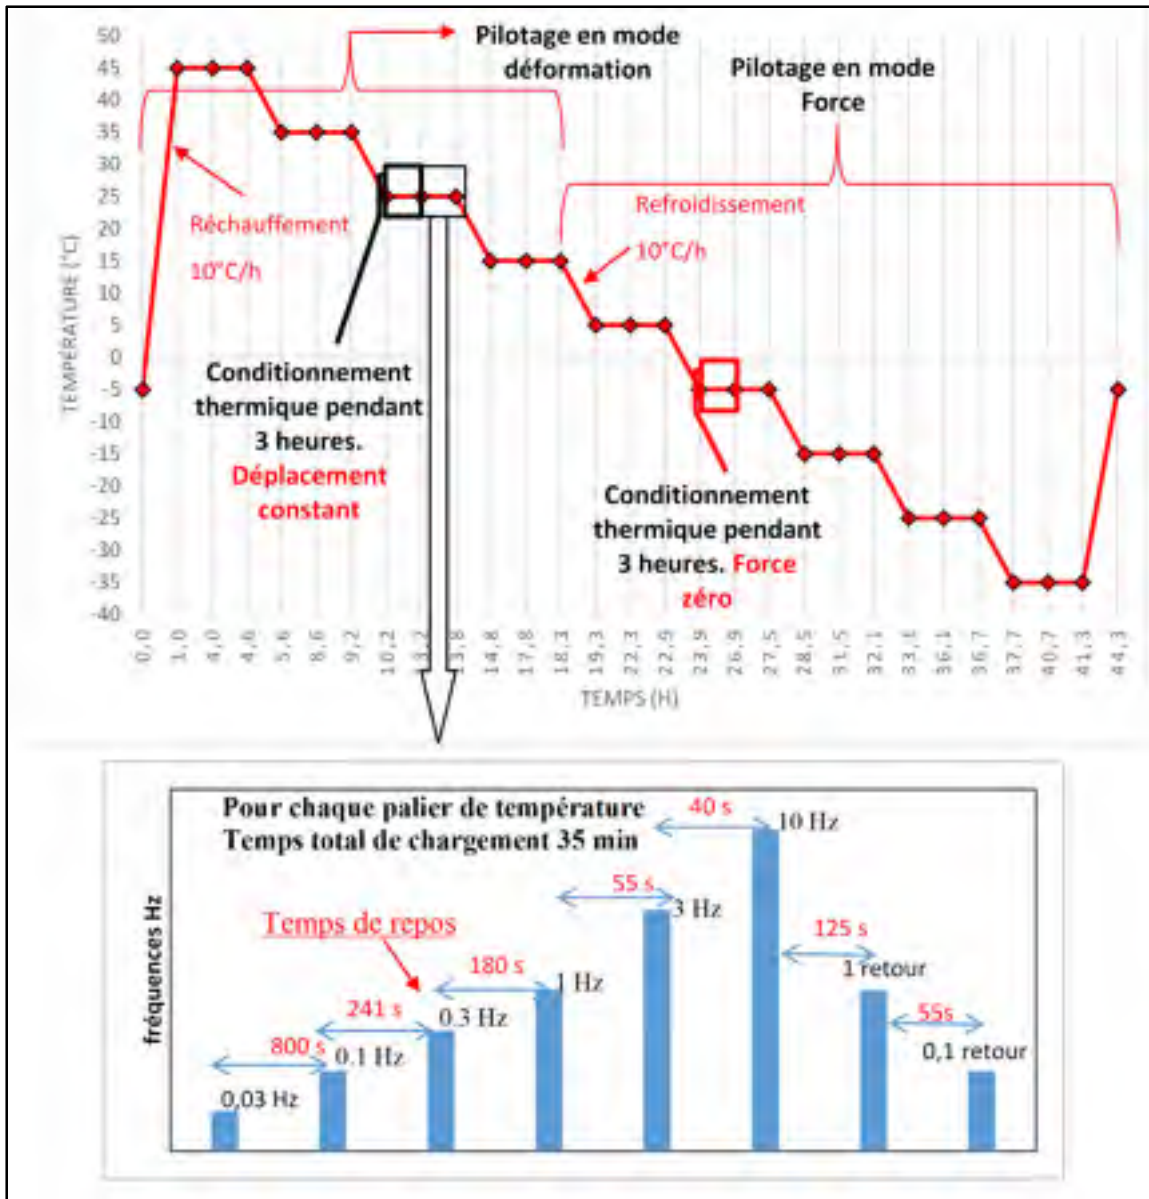 Pilotage en mode
déformation
Pilotage en mode
Force
50
45
40
35
30
25
20
15
10
5
0
-5
-10
-15
-20
-25
-30
-35
-40
TEMPÉRATURE (°C)
Réchauffement
10°C/h
Refroidissement
10°C/h
Conditionnement
thermique pendant
3 heures.
Déplacement
constant
Conditionnement
thermique pendant
3 heures. Force
zéro
0,0
1,0
4,0
4,6
5,6
8,6
9,2
10,2
14,8
17,8
18,3
19,3
22,3
22,9
23,9
26,9
27,5
28,5
31,5
32,1
33,1
36,1
36,7
37,7
40,7
41,3
44,3
TEMPS (H)
Pour chaque palier de température
Temps total de chargement 35 min
fréquences Hz
Temps de repos
800 s
241 s
180 s
55 s
40 s
125 s
55s
0,03 Hz
0.1 Hz
0.3 Hz
1 Hz
3 Hz
10 Hz
1 retour
0,1 retour